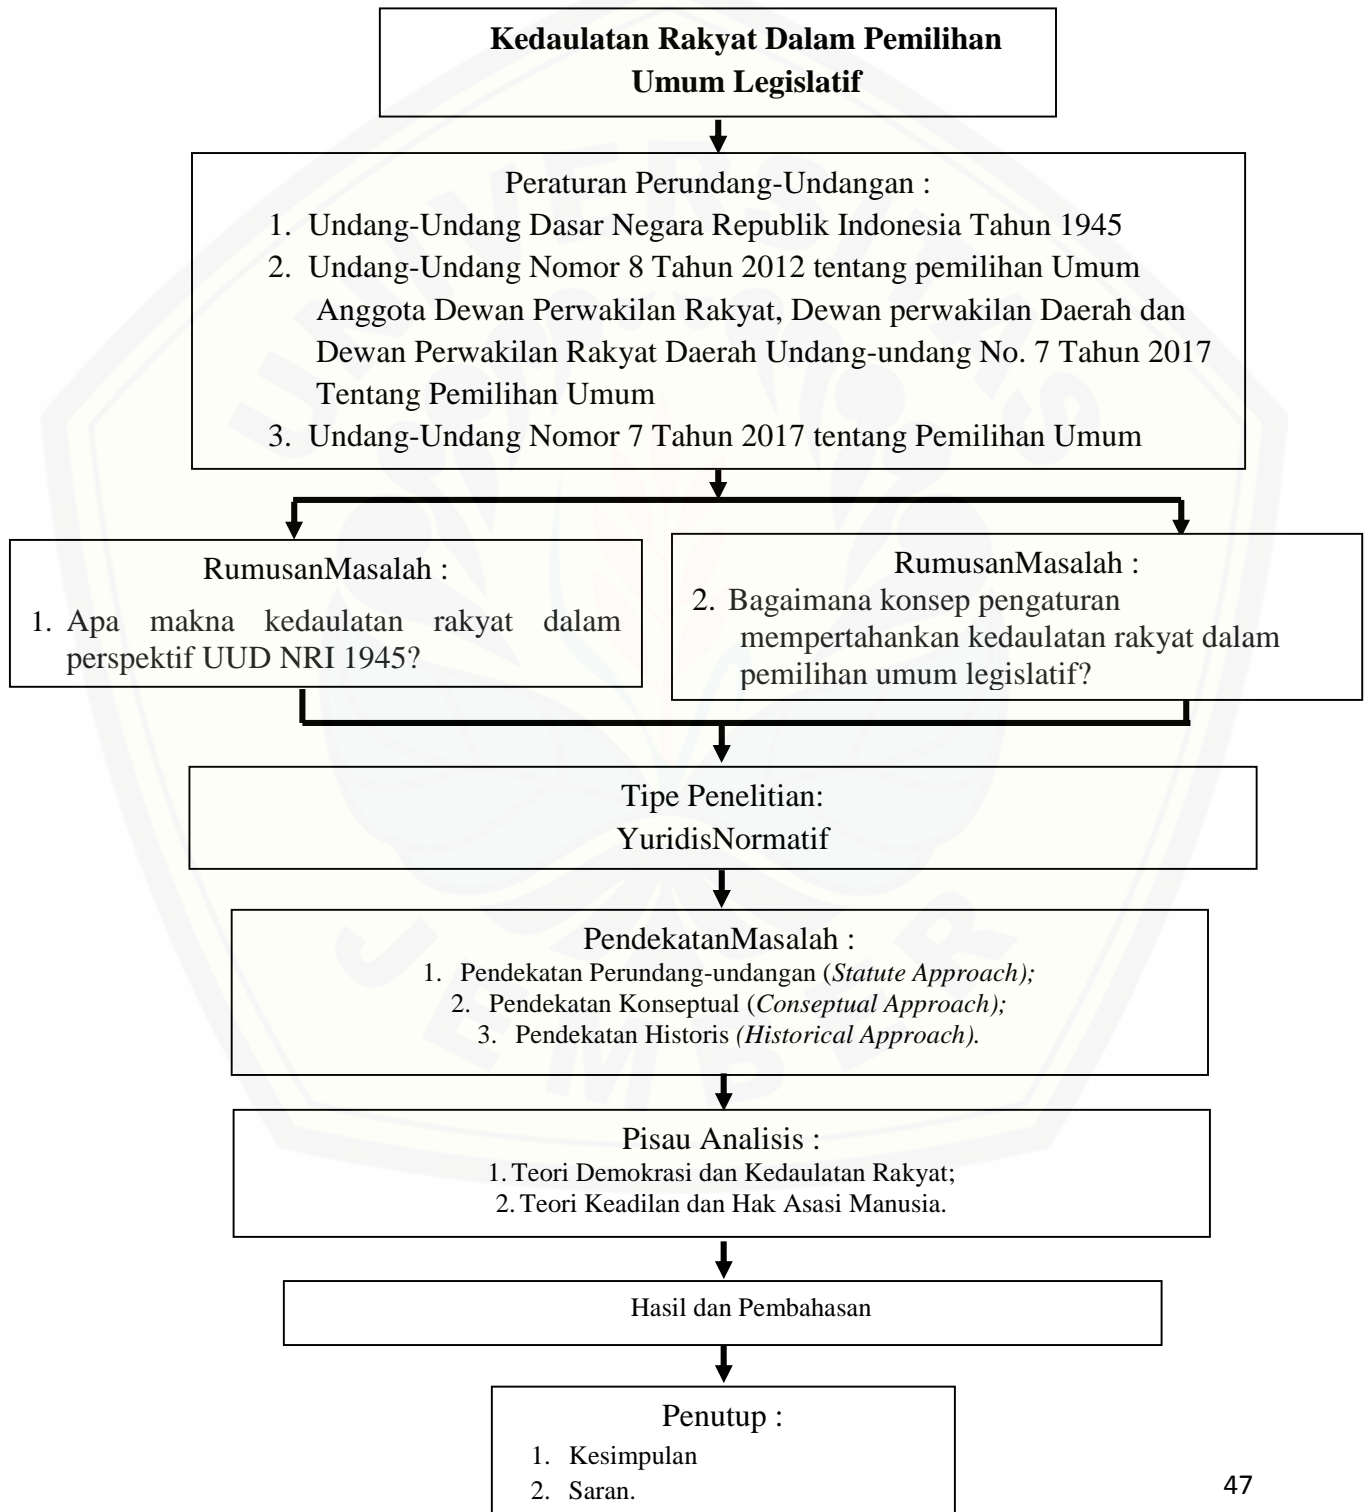 Kedaulatan Rakyat Dalam Pemilihan
Umum Legislatif
Peraturan Perundang-Undangan :
1. Undang-Undang Dasar Negara Republik Indonesia Tahun 1945
2. Undang-Undang Nomor 8 Tahun 2012 tentang pemilihan Umum
Anggota Dewan Perwakilan Rakyat, Dewan perwakilan Daerah dan
Dewan Perwakilan Rakyat Daerah Undang-undang No. 7 Tahun 2017
Tentang Pemilihan Umum
3. Undang-Undang Nomor 7 Tahun 2017 tentang Pemilihan Umum
RumusanMasalah :
1. Apa makna kedaulatan rakyat dalam
perspektif UUD NRI 1945?
RumusanMasalah :
2. Bagaimana konsep pengaturan
mempertahankan kedaulatan rakyat dalam
pemilihan umum legislatif?
Tipe Penelitian:
YuridisNormatif
PendekatanMasalah :
1. Pendekatan Perundang-undangan (Statute Approach);
2. Pendekatan Konseptual (Conseptual Approach);
3. Pendekatan Historis (Historical Approach).
Pisau Analisis :
1. Teori Demokrasi dan Kedaulatan Rakyat;
2. Teori Keadilan dan Hak Asasi Manusia.
Hasil dan Pembahasan
Penutup :
1. Kesimpulan
2. Saran.
47
UNIVERSITAS
JEMBER